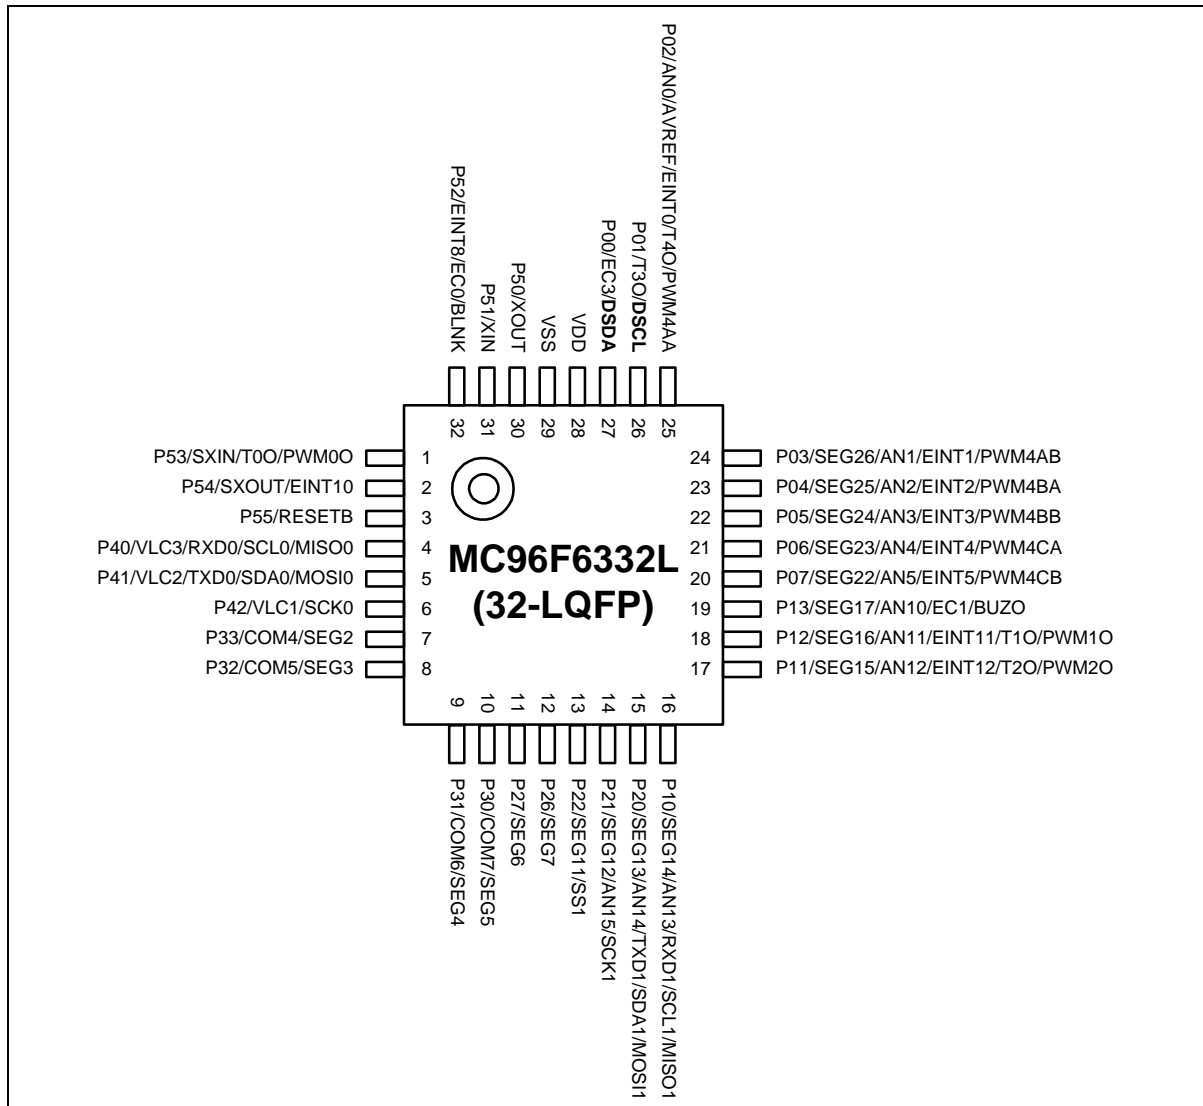 P52/EINT8/EC0/BLNK
P51/XIN
P50/XOUT
VSS
VDD
P00/EC3/DSDA
P01/T3O/DSCL
P02/AN0/AVREF/EINT0/T4O/PWM4AA
32
31
30
29
28
27
26
25
P53/SXIN/T0O/PWM0O
1
P54/SXOUT/EINT10
2
P55/RESETB
3
P40/VLC3/RXD0/SCL0/MISO0
4
P41/VLC2/TXD0/SDA0/MOSI0
5
P42/VLC1/SCK0
6
P33/COM4/SEG2
7
P32/COM5/SEG3
8
MC96F6332L
(32-LQFP)
24
P03/SEG26/AN1/EINT1/PWM4AB
23
P04/SEG25/AN2/EINT2/PWM4BA
22
P05/SEG24/AN3/EINT3/PWM4BB
21
P06/SEG23/AN4/EINT4/PWM4CA
20
P07/SEG22/AN5/EINT5/PWM4CB
19
P13/SEG17/AN10/EC1/BUZO
18
P12/SEG16/AN11/EINT11/T1O/PWM1O
17
P11/SEG15/AN12/EINT12/T2O/PWM2O
9
10
11
12
13
14
15
16
P31/COM6/SEG4
P30/COM7/SEG5
P27/SEG6
P26/SEG7
P22/SEG11/SS1
P21/SEG12/AN15/SCK1
P20/SEG13/AN14/TXD1/SDA1/MOSI1
P10/SEG14/AN13/RXD1/SCL1/MISO1